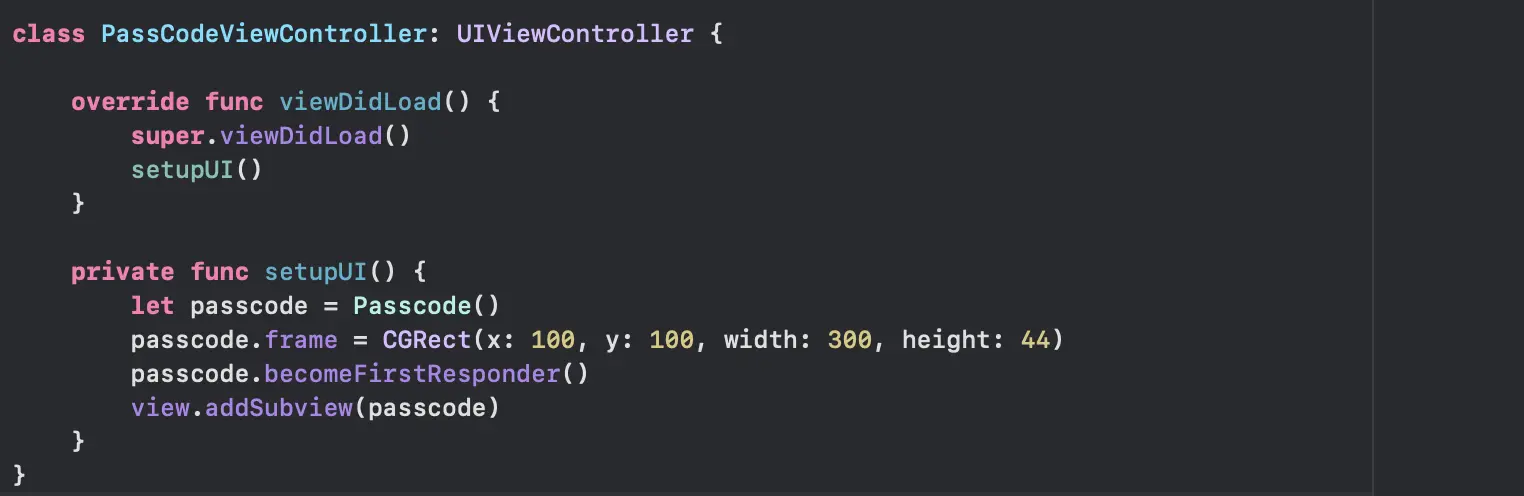 class PassCodeViewController: UIViewController {
override func viewDidLoad() {
super.viewDidLoad()
setupUI()
}
private func setupUI() {
let passcode = Passcode()
passcode.frame = CGRect(x: 100, y: 100, width: 300, height: 44)
passcode.becomeFirstResponder()
view.addSubview(passcode)
}
}